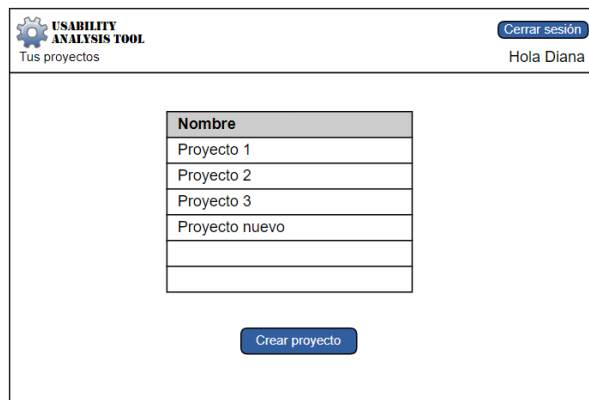 USABILITY
ANALYSIS TOOL
Cerrar sesión
Tus proyectos
Hola Diana
Nombre
Proyecto 1
Proyecto 2
Proyecto 3
Proyecto nuevo
Crear proyecto